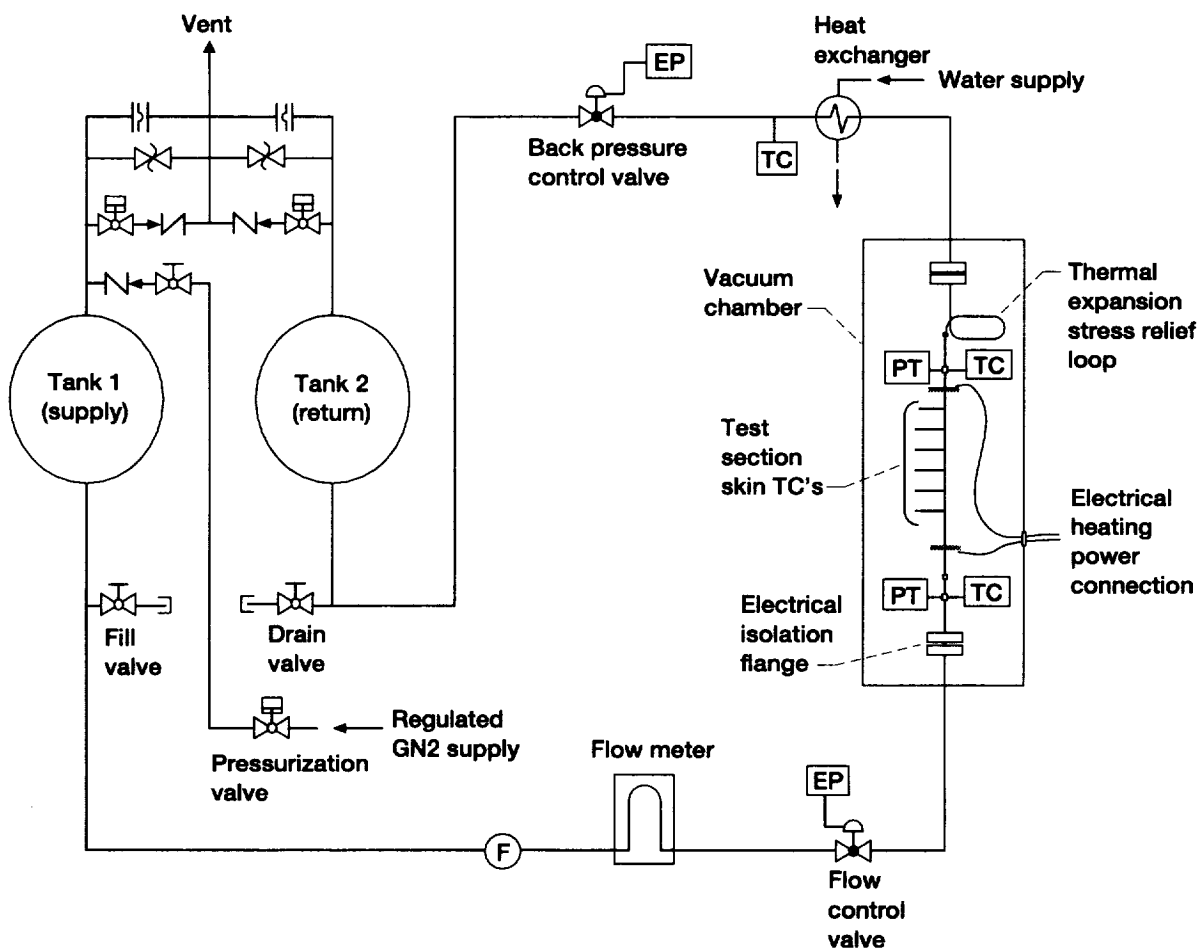 Vent
EP
Heat
exchanger
Water supply
Back pressure
control valve
TC
Vacuum
chamber
Thermal
expansion
stress relief
loop
PT
TC
Tank 1
(supply)
Tank 2
(return)
Test
section
skin TC's
Electrical
heating
power
connection
PT
TC
Electrical
isolation
flange
Fill
valve
Drain
valve
Regulated
GN2 supply
Pressurization
valve
Flow meter
EP
F
Flow
control
valve